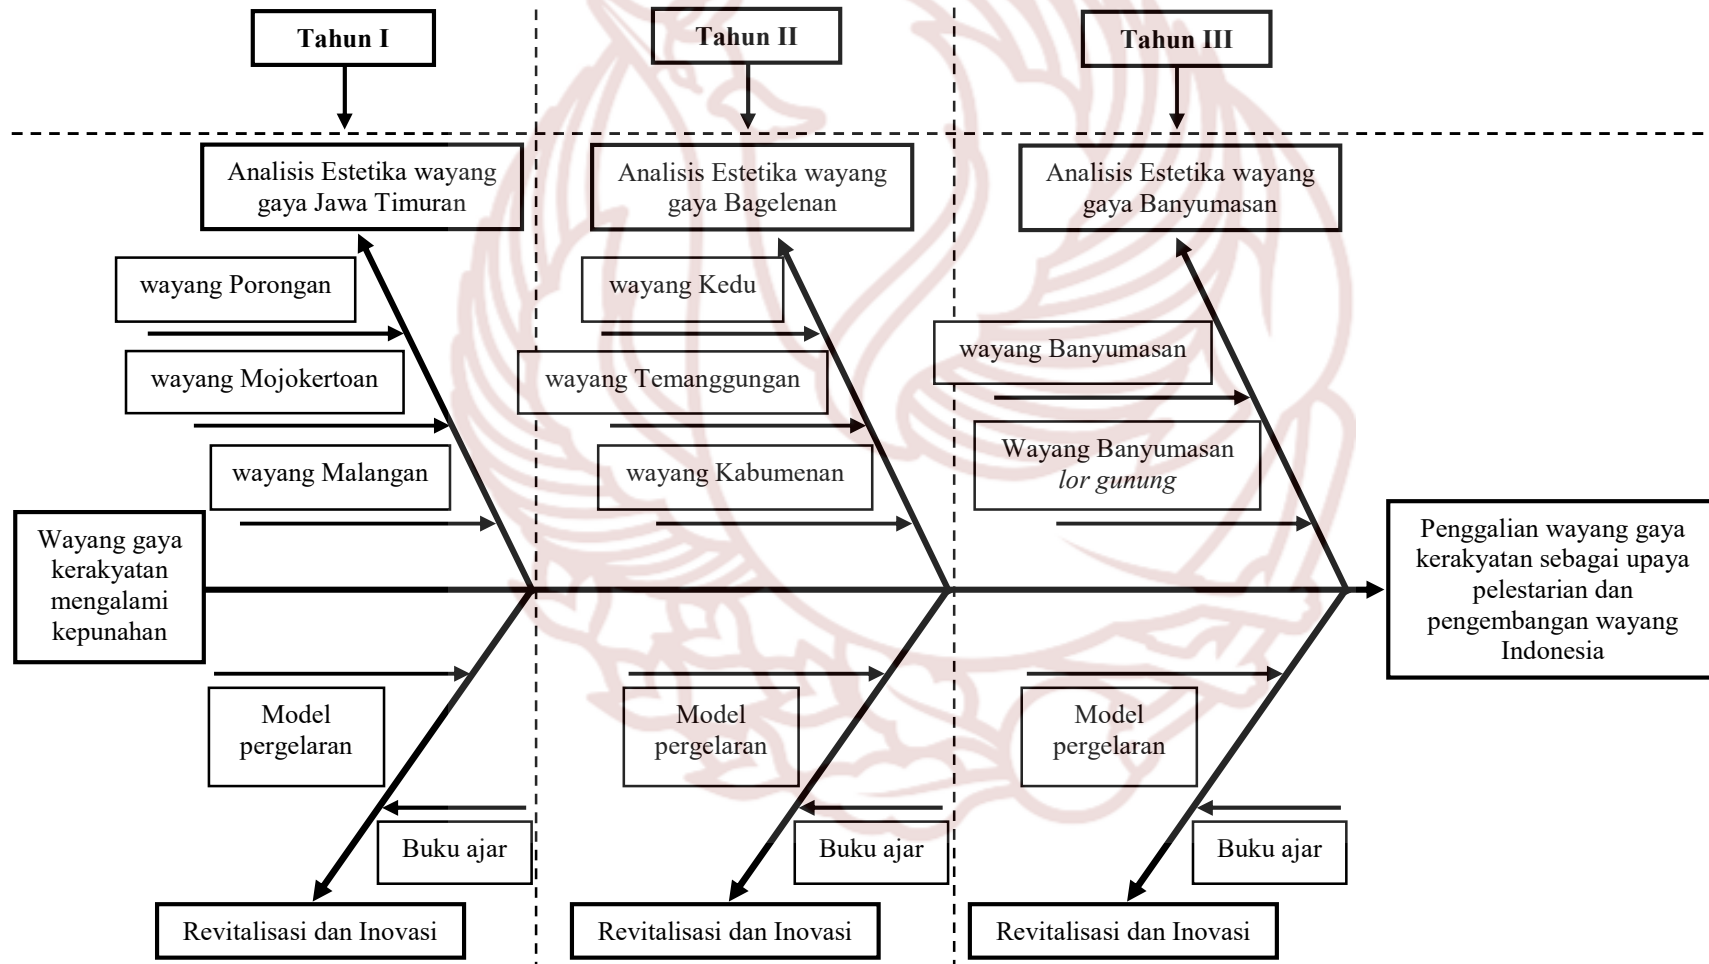 Tahun I
Tahun II
Tahun III
Analisis Estetika wayang
gaya Jawa Timuran
Analisis Estetika wayang
gaya Bagelenan
Analisis Estetika wayang
gaya Banyumasan
wayang Porongan
wayang Mojokertoan
wayang Malangan
wayang Kedu
wayang Temanggungan
wayang Kabumenan
wayang Banyumasan
Wayang Banyumasan
lor gunung
Wayang gaya
kerakyatan
mengalami
kepunahan
Penggalian wayang gaya
kerakyatan sebagai upaya
pelestarian dan
pengembangan wayang
Indonesia
Model
pergelaran
Buku ajar
Revitalisasi dan Inovasi
Model
pergelaran
Buku ajar
Revitalisasi dan Inovasi
Model
pergelaran
Buku ajar
Revitalisasi dan Inovasi